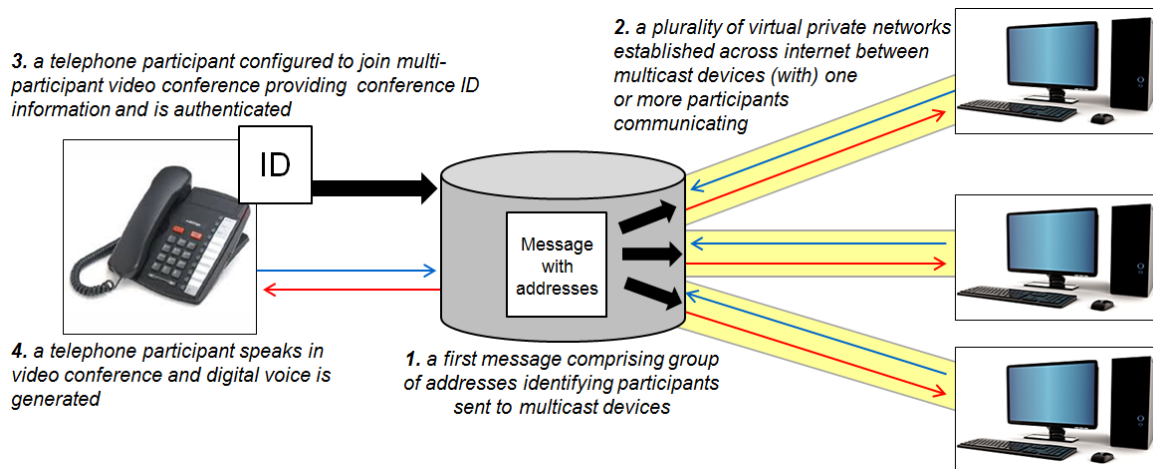 2. a plurality of virtual private networks
established across internet between
multicast devices (with) one
or more participants
communicating
3. a telephone participant configured to join multi-
participant video conference providing conference ID
information and is authenticated
ID
Message
with
addresses
4. a telephone participant speaks in
video conference and digital voice is
generated
1. a first message comprising group
of addresses identifying participants
sent to multicast devices